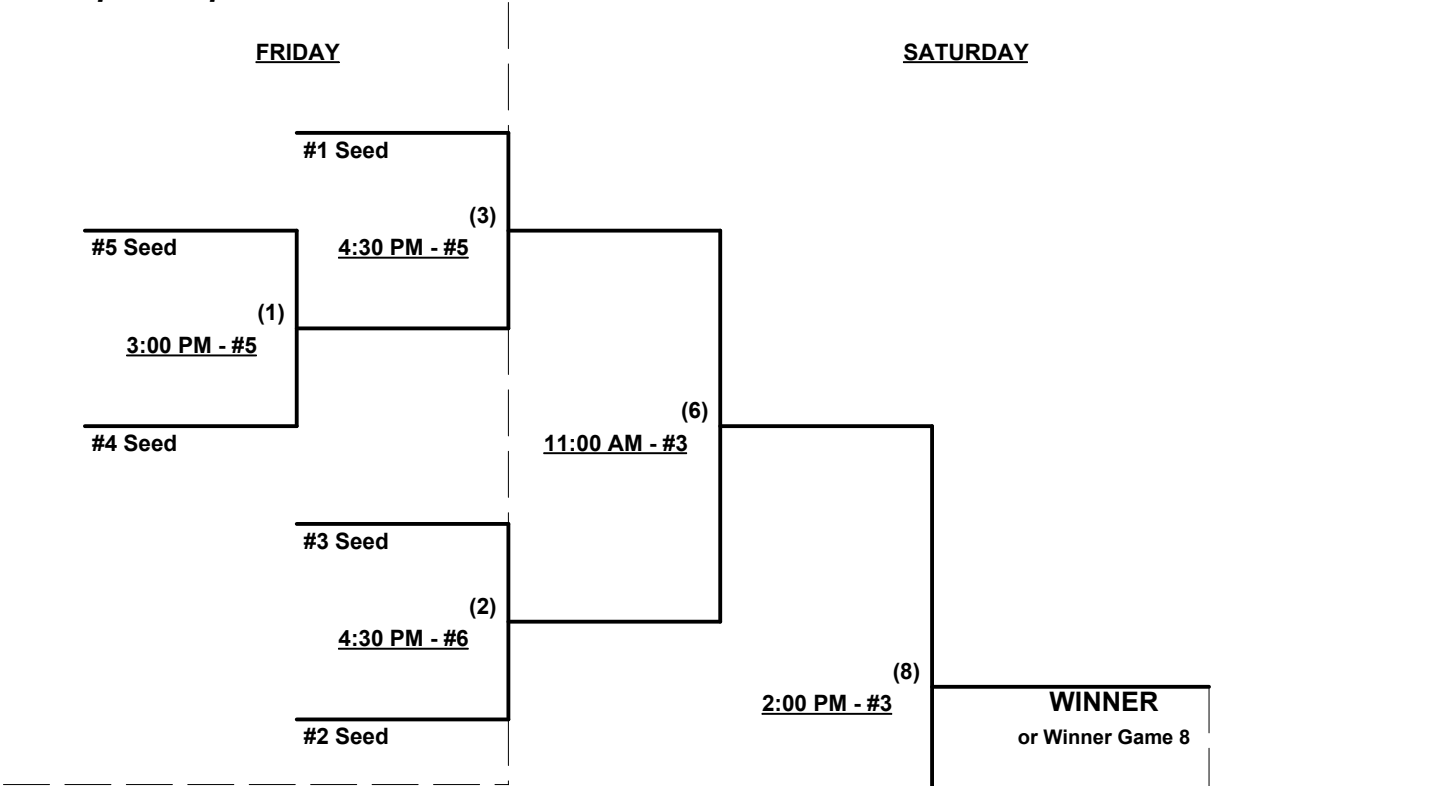 FRIDAY
SATURDAY
#1 Seed
(3)
#5 Seed
4:30 PM - #5
(1)
3:00 PM - #5
(6)
#4 Seed
11:00 AM - #3
#3 Seed
(2)
4:30 PM - #6
(8)
2:00 PM - #3
WINNER
#2 Seed
or Winner Game 8